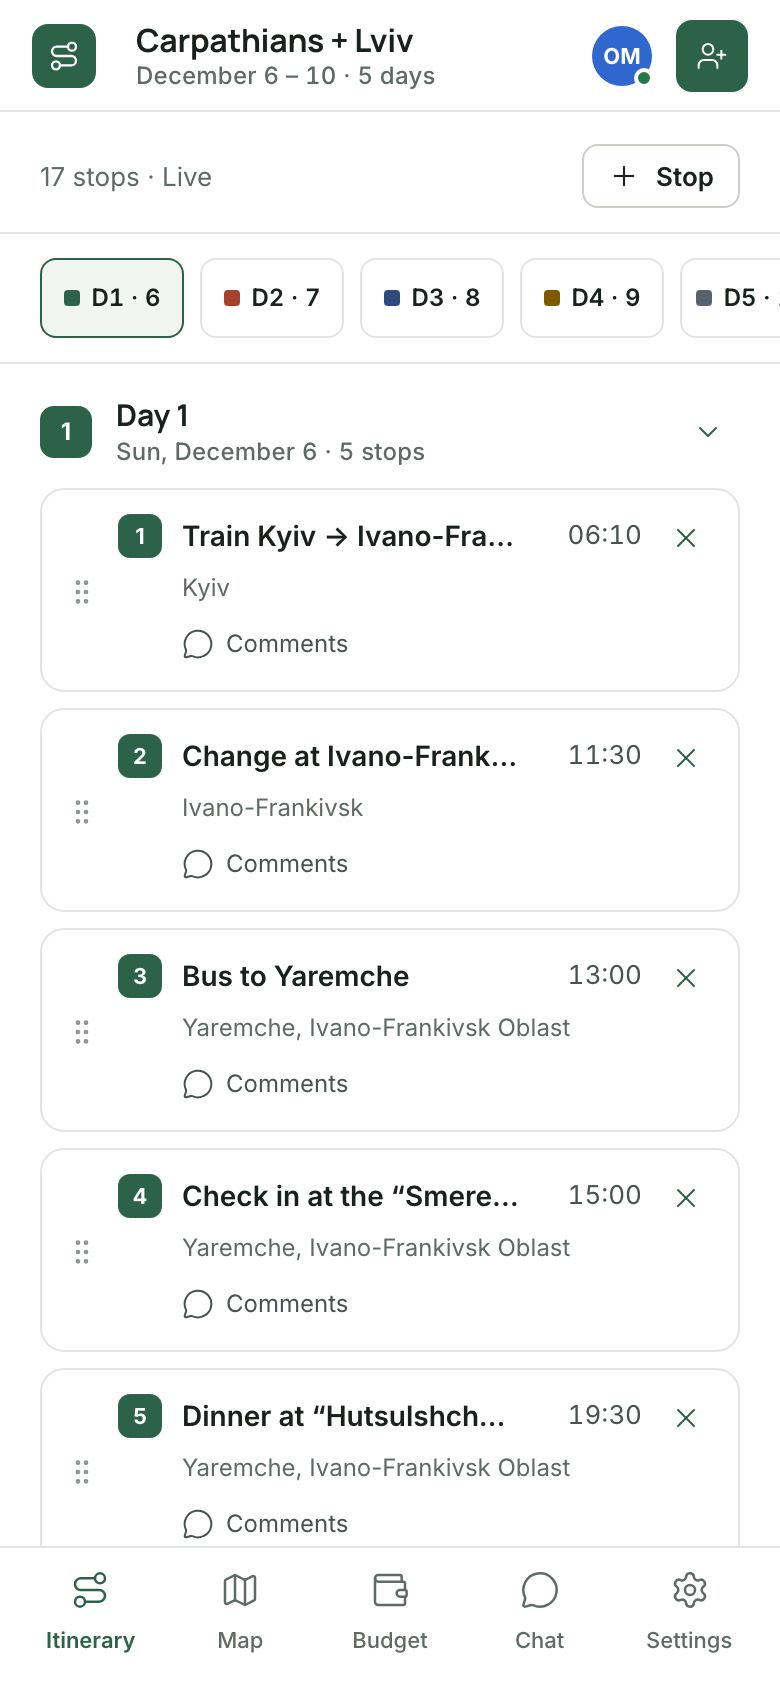 Carpathians + Lviv
December 6 – 10 · 5 days
OM
17 stops · Live
Stop
D1 · 6
D2 · 7
D3 · 8
D4 · 9
D5 ·
1
Day 1
Sun, December 6 · 5 stops
1 Train Kyiv → Ivano-Fra... 06:10
Kyiv
Comments
2 Change at Ivano-Frank... 11:30
Ivano-Frankivsk
Comments
3 Bus to Yaremche 13:00
Yaremche, Ivano-Frankivsk Oblast
Comments
4 Check in at the “Smere... 15:00
Yaremche, Ivano-Frankivsk Oblast
Comments
5 Dinner at “Hutsulshch... 19:30
Yaremche, Ivano-Frankivsk Oblast
Comments
Itinerary
Map
Budget
Chat
Settings